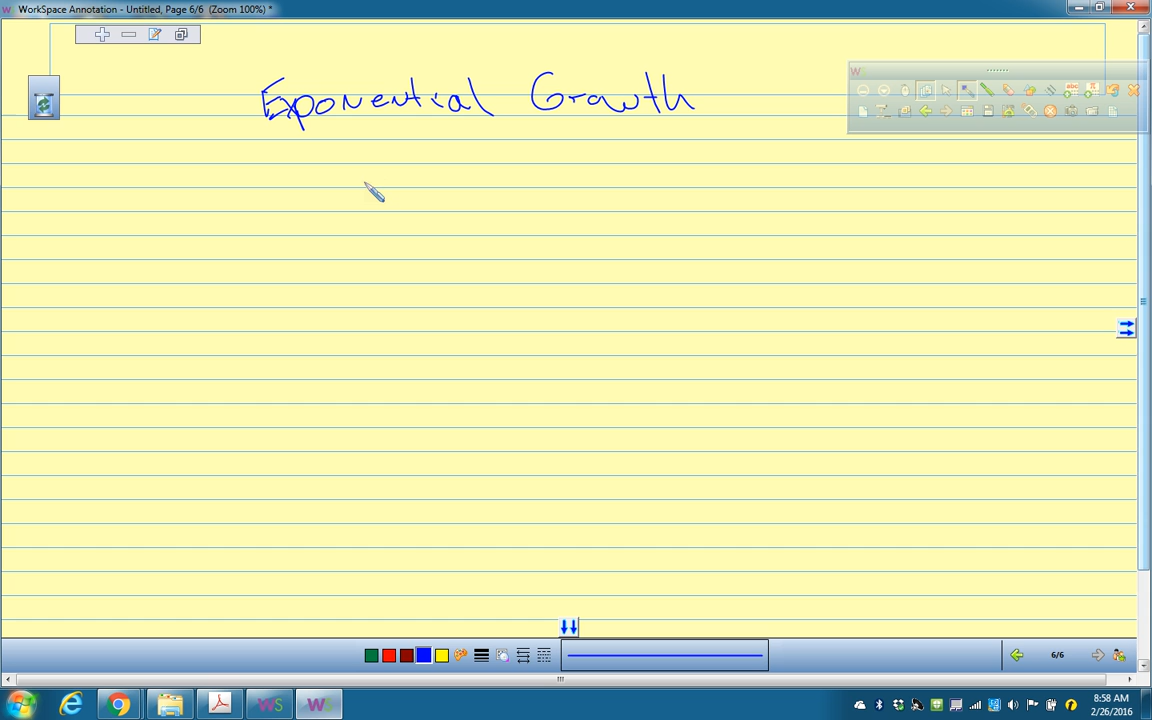 WorkSpace Annotation - Untitled, Page 6/6 (Zoom 100%) *
Exponential Growth
6/6
8:58 AM
2/26/2016